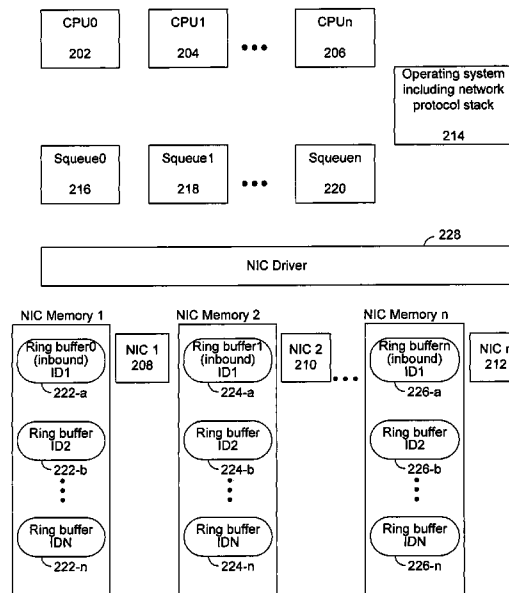 CPU0
202
CPU1
204
CPUn
206
Operating system
including network
protocol stack
214
Squeue0
216
Squeue1
218
Squeuen
220
228
NIC Driver
NIC Memory 1
NIC Memory 2
NIC Memory n
Ring buffer0
(inbound)
ID1
222-a
NIC 1
208
Ring buffer1
(inbound)
ID1
224-a
NIC 2
210
Ring buffern
(inbound)
ID1
226-a
NIC n
212
Ring buffer
ID2
222-b
Ring buffer
ID2
224-b
Ring buffer
ID2
226-b
Ring buffer
IDN
222-n
Ring buffer
IDN
224-n
Ring buffer
IDN
226-n